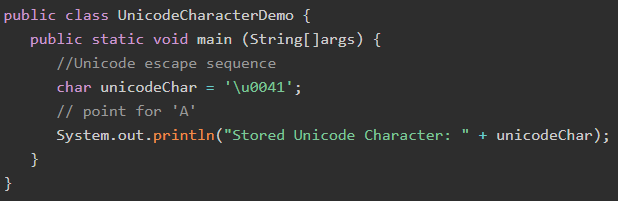 public class UnicodeCharacterDemo {
public static void main (String[]args) {
//Unicode escape sequence
char unicodeChar = '\u0041';
// point for 'A'
System.out.println("Stored Unicode Character: " + unicodeChar);
}
}